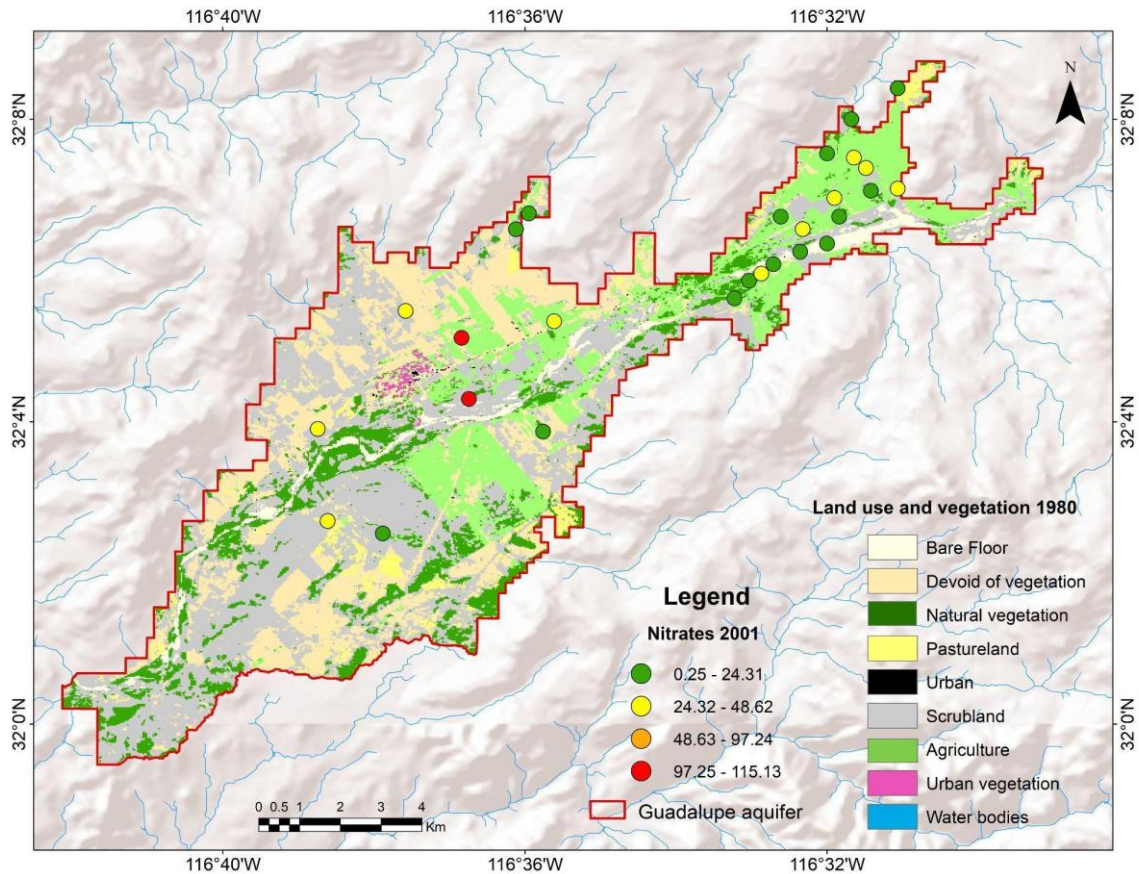 116°40'W 116°36'W 116°32'W
N
32°8'N 32°8'N
32°4'N 32°4'N
32°0'N 32°0'N
Land use and vegetation 1980
Bare Floor
Devoid of vegetation
Natural vegetation
Pastureland
Urban
Scrubland
Agriculture
Urban vegetation
Water bodies
Legend
Nitrates 2001
0.25 - 24.31
24.32 - 48.62
48.63 - 97.24
97.25 - 115.13
Guadalupe aquifer
0 0.5 1 2 3 4
Km
116°40'W 116°36'W 116°32'W